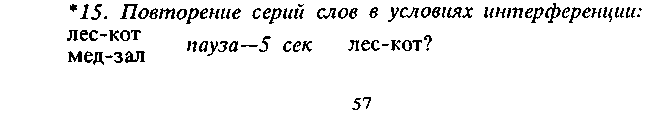 *15. Повторение серий слов в условиях интерференции:
лес-кот
мед-зал пауза—5 сек лес-кот?
57